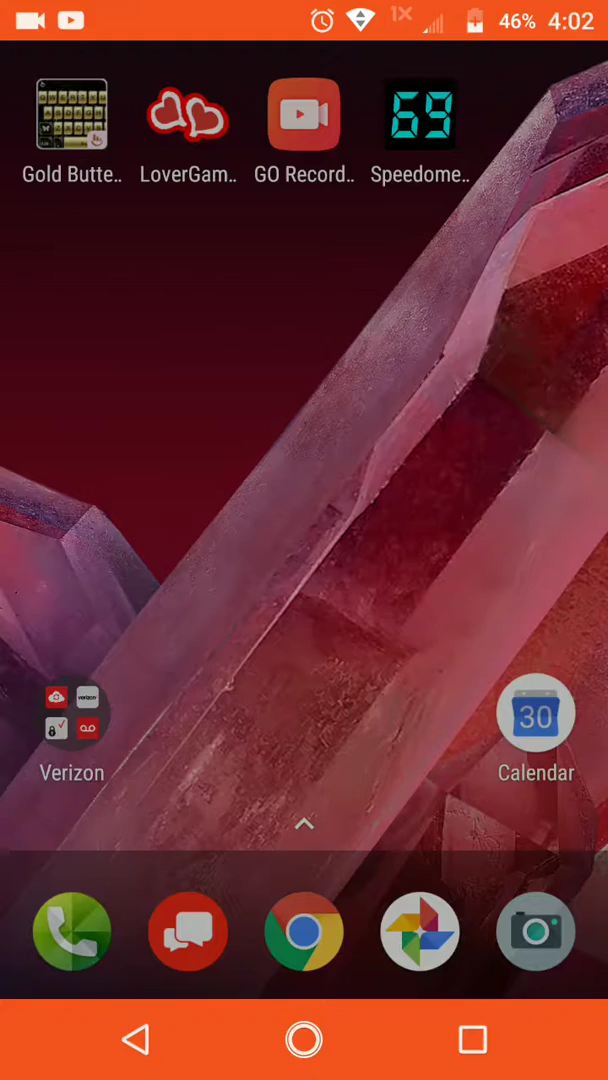 1X 46% 4:02
69
Gold Butte.. LoverGam.. GO Record.. Speedome..
verizon
30
Verizon Calendar